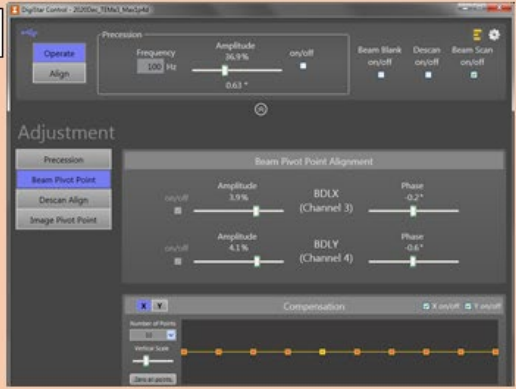 DigiStar Control - 2020Dec_TEMa3_Mac1p4d
Precession
Operate
Align
Frequency
100 Hz
Amplitude
36.9%
0.63 °
on/off
Beam Blank
on/off
Descan
on/off
Beam Scan
on/off
Adjustment
Precession
Beam Pivot Point
Descan Align
Image Pivot Point
Beam Pivot Point Alignment
on/off
Amplitude
3.9%
BDLX
(Channel 3)
Phase
-0.2°
on/off
Amplitude
4.1%
BDLY
(Channel 4)
Phase
-0.6°
X Y
Compensation
X on/off
Y on/off
Number of Points
10
Vertical Scale
Zero all points